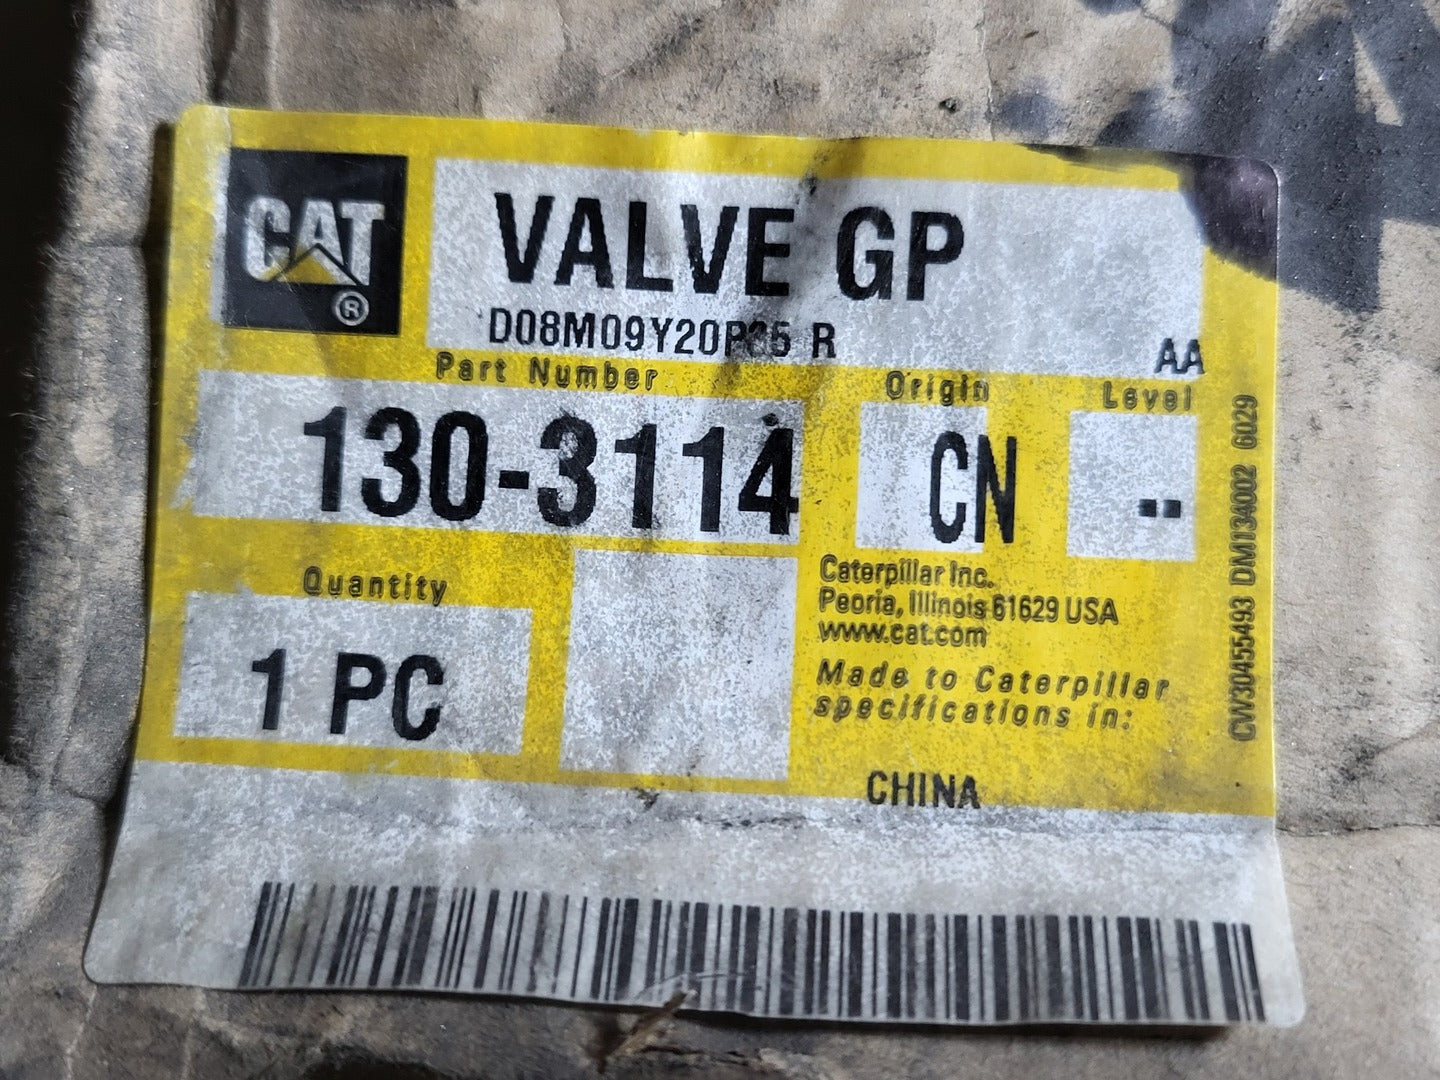 CAT
®
VALVE GP
D08M09Y20 R
AA
Part Number
Origin
Level
130-3114
CN
--
Quantity
1 PC
Caterpillar Inc.
Peoria, Illinois 61629 USA
www.cat.com
Made to Caterpillar
specifications in:
CHINA
CW30455493 DM134002 6029